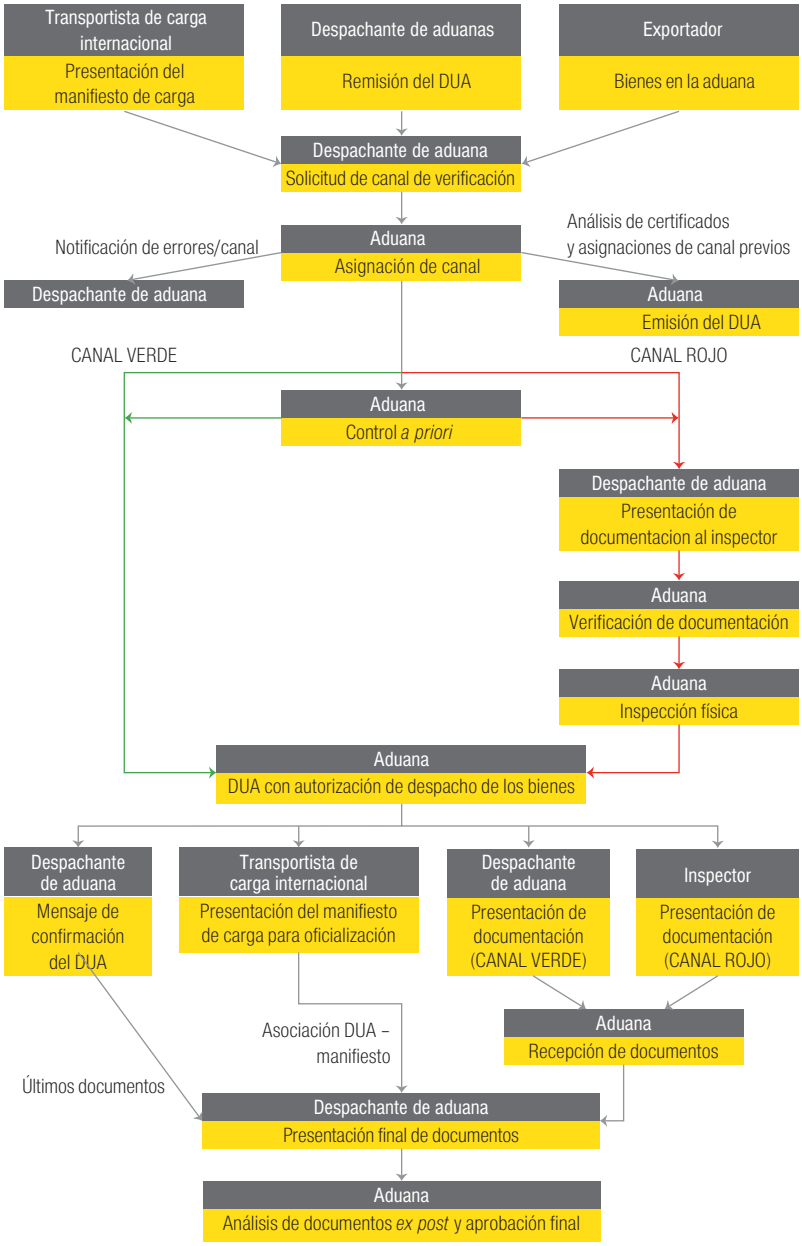 Transportista de carga
internacional
Presentación del
manifiesto de carga
Despachante de aduanas
Remisión del DUA
Exportador
Bienes en la aduana
Despachante de aduana
Solicitud de canal de verificación
Aduana
Asignación de canal
Notificación de errores/canal
Despachante de aduana
Análisis de certificados
y asignaciones de canal previos
Aduana
Emisión del DUA
CANAL VERDE
CANAL ROJO
Aduana
Control a priori
Despachante de aduana
Presentación de
documentacion al inspector
Aduana
Verificación de documentación
Aduana
Inspección física
Aduana
DUA con autorización de despacho de los bienes
Despachante
de aduana
Mensaje de
confirmación
del DUA
Transportista de
carga internacional
Presentación del manifiesto
de carga para oficialización
Despachante
de aduana
Presentación de
documentación
(CANAL VERDE)
Inspector
Presentación de
documentación
(CANAL ROJO)
Asociación DUA –
manifiesto
Aduana
Recepción de documentos
Últimos documentos
Despachante de aduana
Presentación final de documentos
Aduana
Análisis de documentos ex post y aprobación final